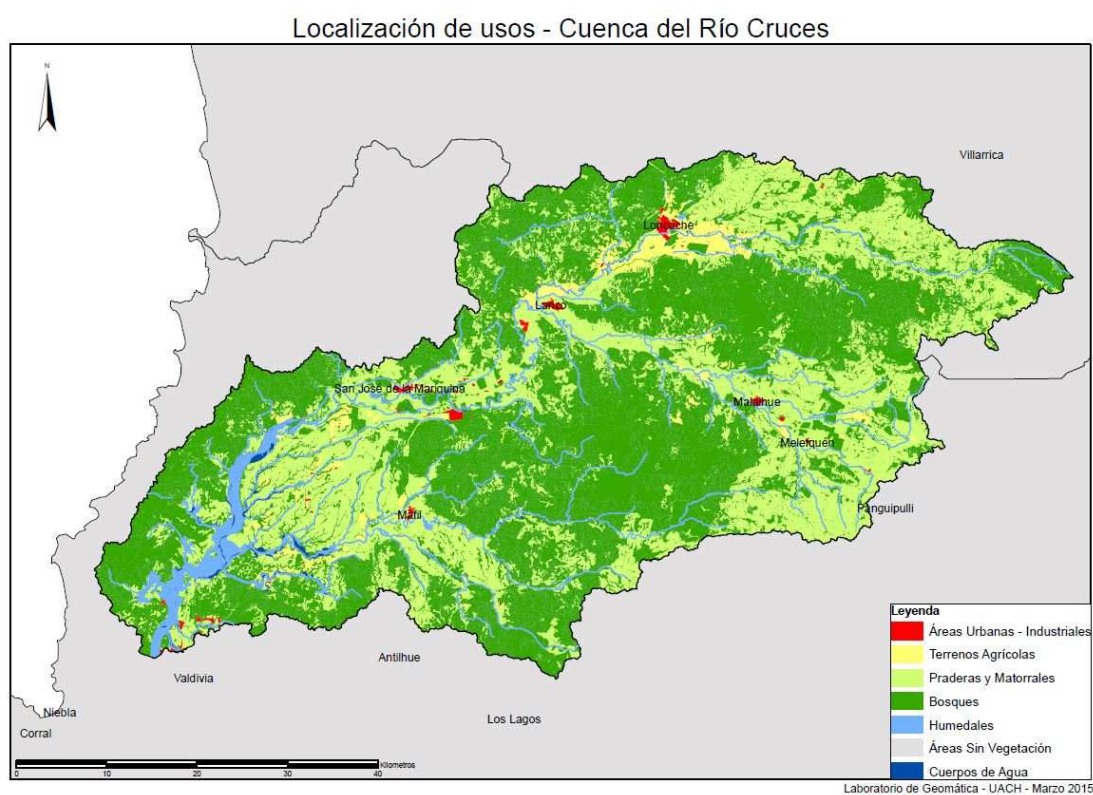 Localización de usos - Cuenca del Río Cruces
N
Villarrica
Loncoche
Lanco
San José de la Mariquina
Malalhue
Melefquén
Panguipulli
Mafil
Antilhue
Valdivia
Niebla
Los Lagos
Corral
Leyenda
Áreas Urbanas - Industriales
Terrenos Agrícolas
Praderas y Matorrales
Bosques
Humedales
Áreas Sin Vegetación
Cuerpos de Agua
Kilometros
0 10 20 30 40
Laboratorio de Geomática - UACH - Marzo 2015